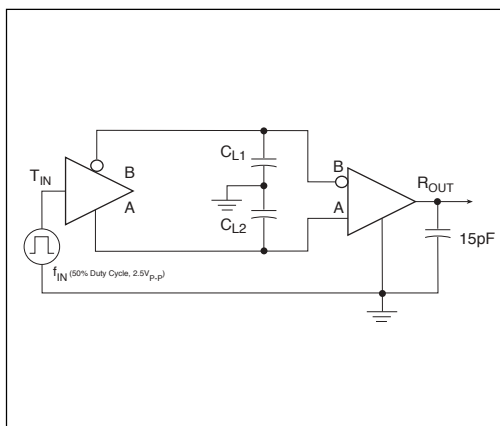 C_L1
B
T_IN
B
R_OUT
A
A
C_L2
15pF
f_IN (50% Duty Cycle, 2.5V_P-P)